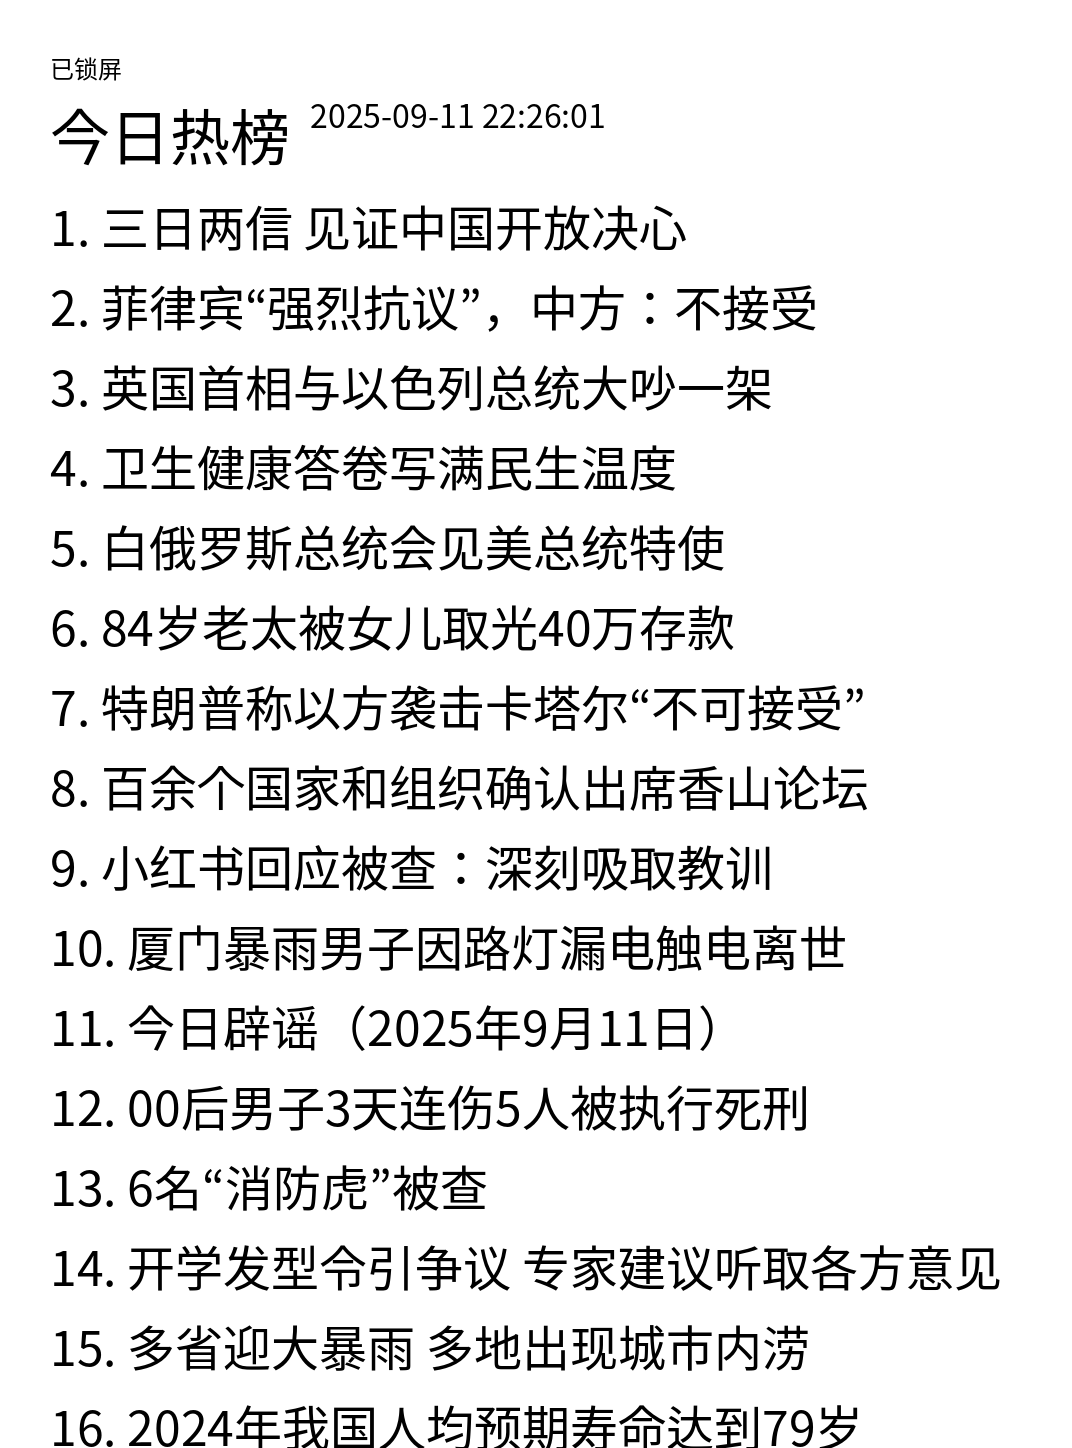 已锁屏
今日热榜 2025-09-11 22:26:01
1. 三日两信 见证中国开放决心
2. 菲律宾“强烈抗议”，中方：不接受
3. 英国首相与以色列总统大吵一架
4. 卫生健康答卷写满民生温度
5. 白俄罗斯总统会见美总统特使
6. 84岁老太被女儿取光40万存款
7. 特朗普称以方袭击卡塔尔“不可接受”
8. 百余个国家和组织确认出席香山论坛
9. 小红书回应被查：深刻吸取教训
10. 厦门暴雨男子因路灯漏电触电离世
11. 今日辟谣（2025年9月11日）
12. 00后男子3天连伤5人被执行死刑
13. 6名“消防虎”被查
14. 开学发型令引争议 专家建议听取各方意见
15. 多省迎大暴雨 多地出现城市内涝
16. 2024年我国人均预期寿命达到79岁